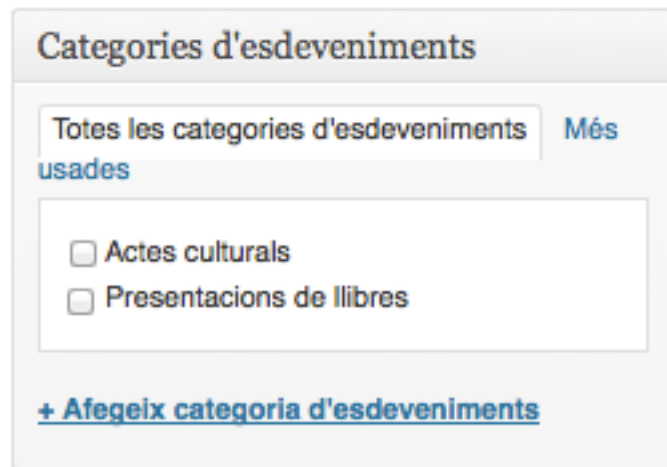 Categories d'esdeveniments
Totes les categories d'esdeveniments Més
usades
Actes culturals
Presentacions de llibres
+ Afegeix categoria d'esdeveniments